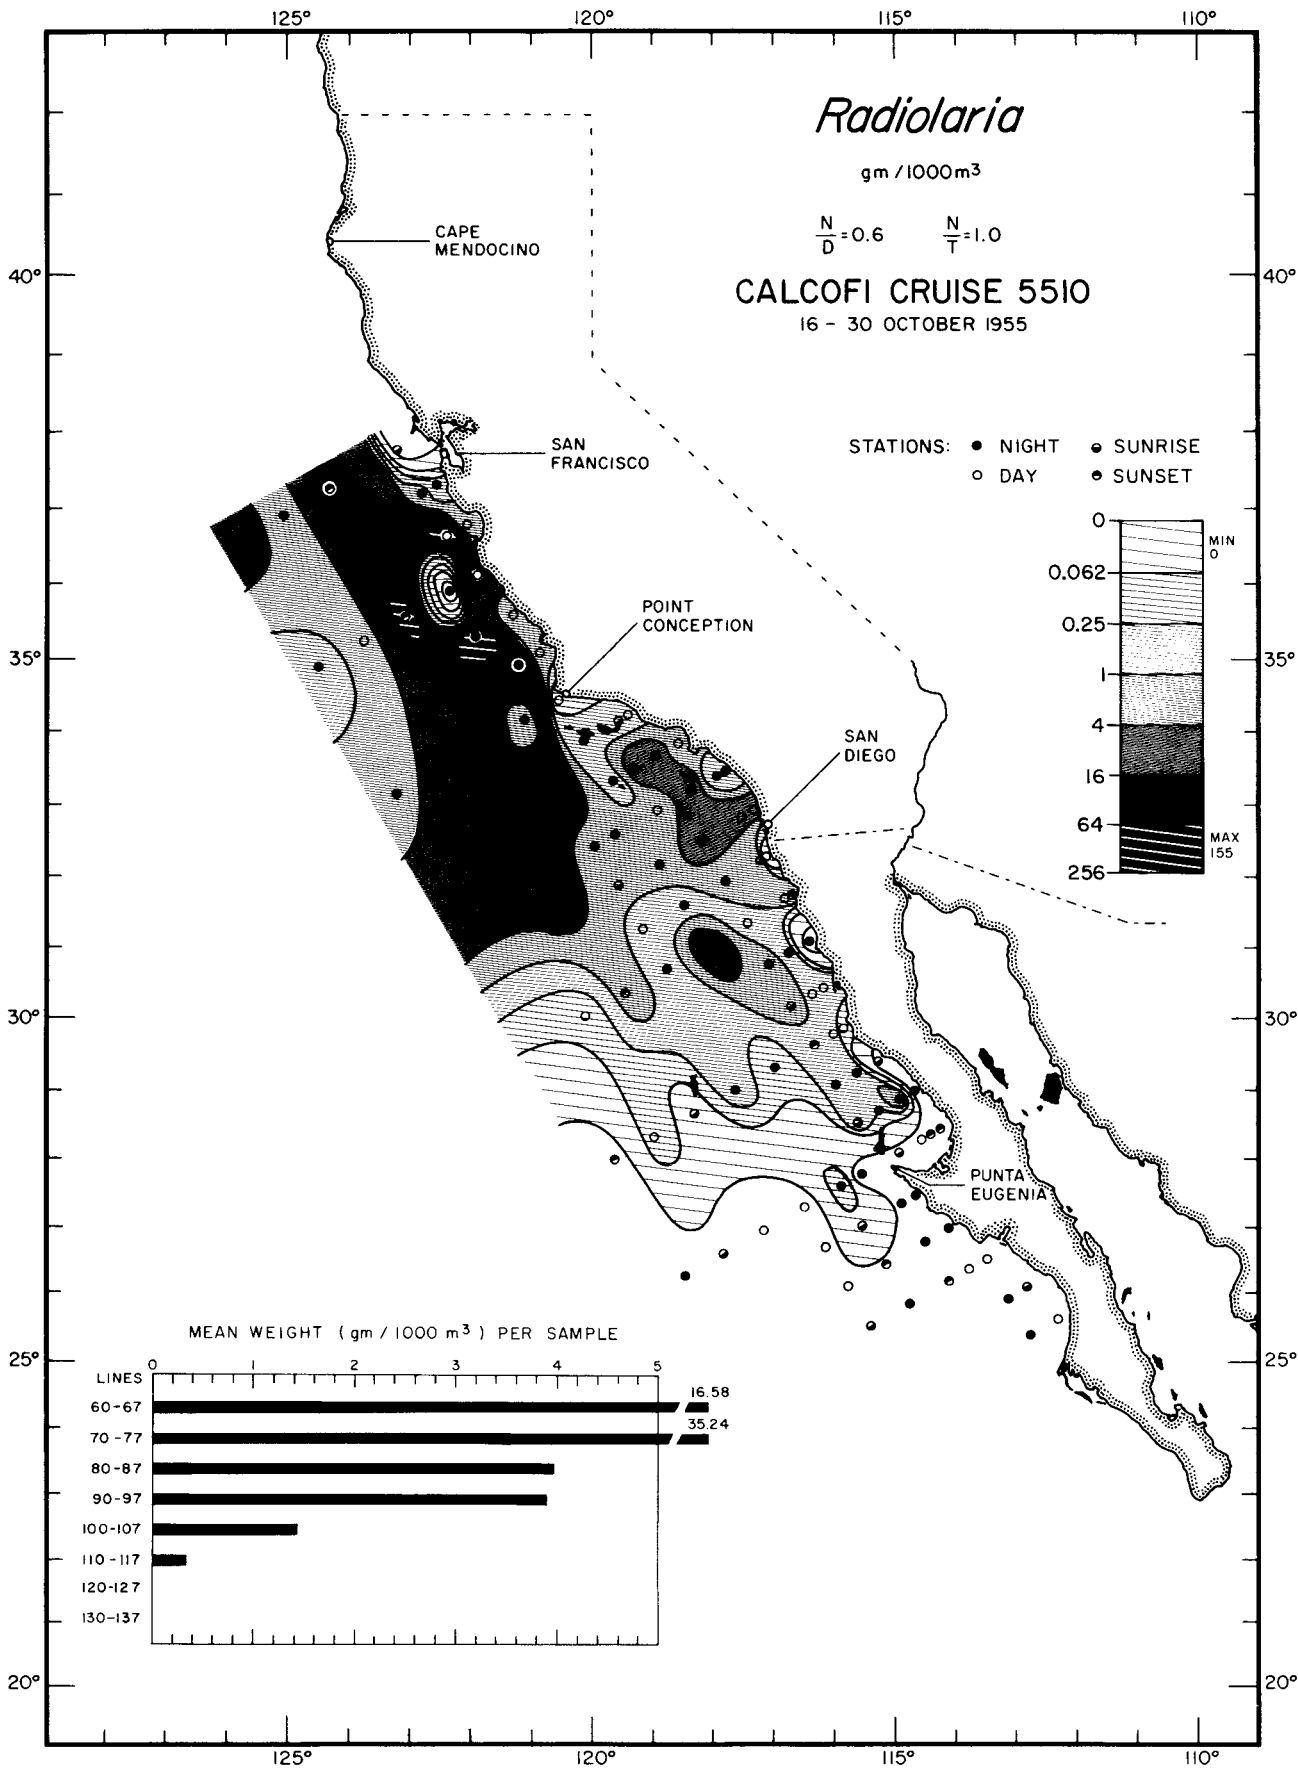 125° 120° 115° 110°
Radiolaria
gm/1000m³
N/D = 0.6 N/T = 1.0
CALCOFI CRUISE 5510
16 - 30 OCTOBER 1955
CAPE
MENDOCINO
40° 40°
SAN
FRANCISCO
STATIONS: ● NIGHT SUNRISE
○ DAY SUNSET
0
MIN
0
0.062
0.25
1
4
16
64
MAX
155
256
POINT
CONCEPTION
35° 35°
SAN
DIEGO
30° 30°
PUNTA
EUGENIA
MEAN WEIGHT (gm/1000 m³) PER SAMPLE
25° 25°
0 1 2 3 4 5
LINES
60-67 16.58
70-77 35.24
80-87
90-97
100-107
110-117
120-127
130-137
20° 20°
125° 120° 115° 110°